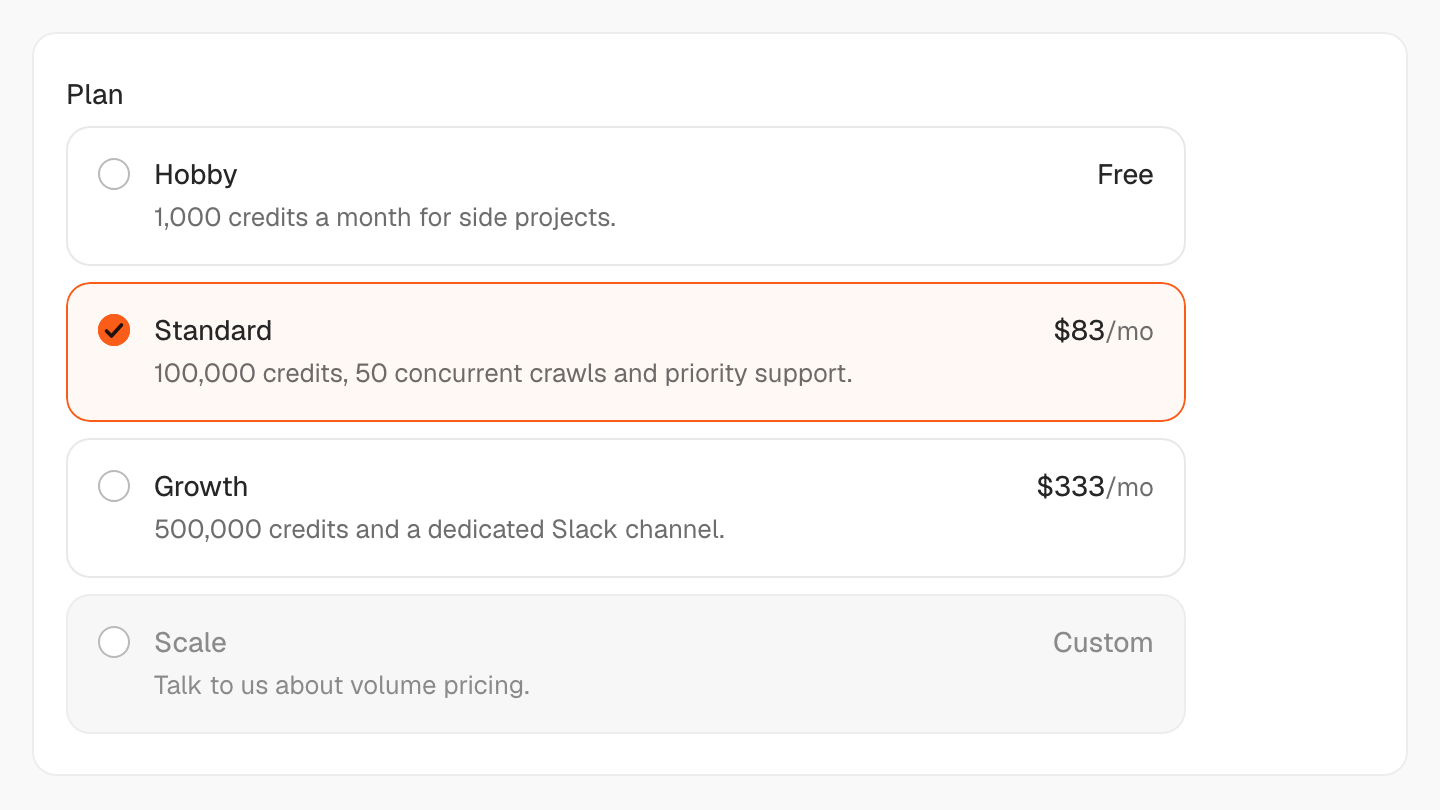 Plan
Hobby Free
1,000 credits a month for side projects.
Standard $83/mo
100,000 credits, 50 concurrent crawls and priority support.
Growth $333/mo
500,000 credits and a dedicated Slack channel.
Scale Custom
Talk to us about volume pricing.